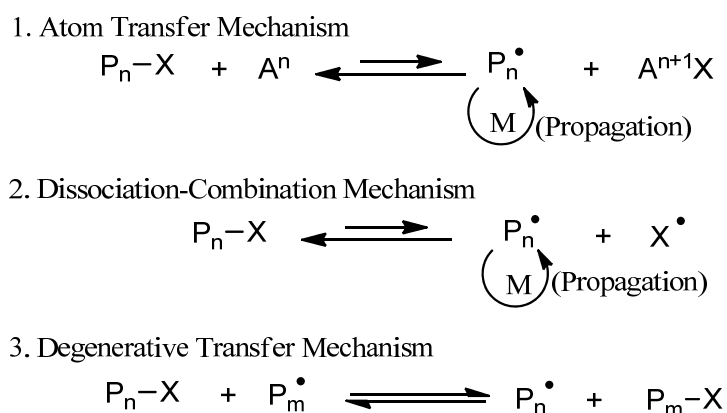 1. Atom Transfer Mechanism
Pn–X + Aⁿ Pn• + Aⁿ⁺¹X
M (Propagation)
2. Dissociation-Combination Mechanism
Pn–X Pn• + X•
M (Propagation)
3. Degenerative Transfer Mechanism
Pn–X + Pm• Pn• + Pm–X